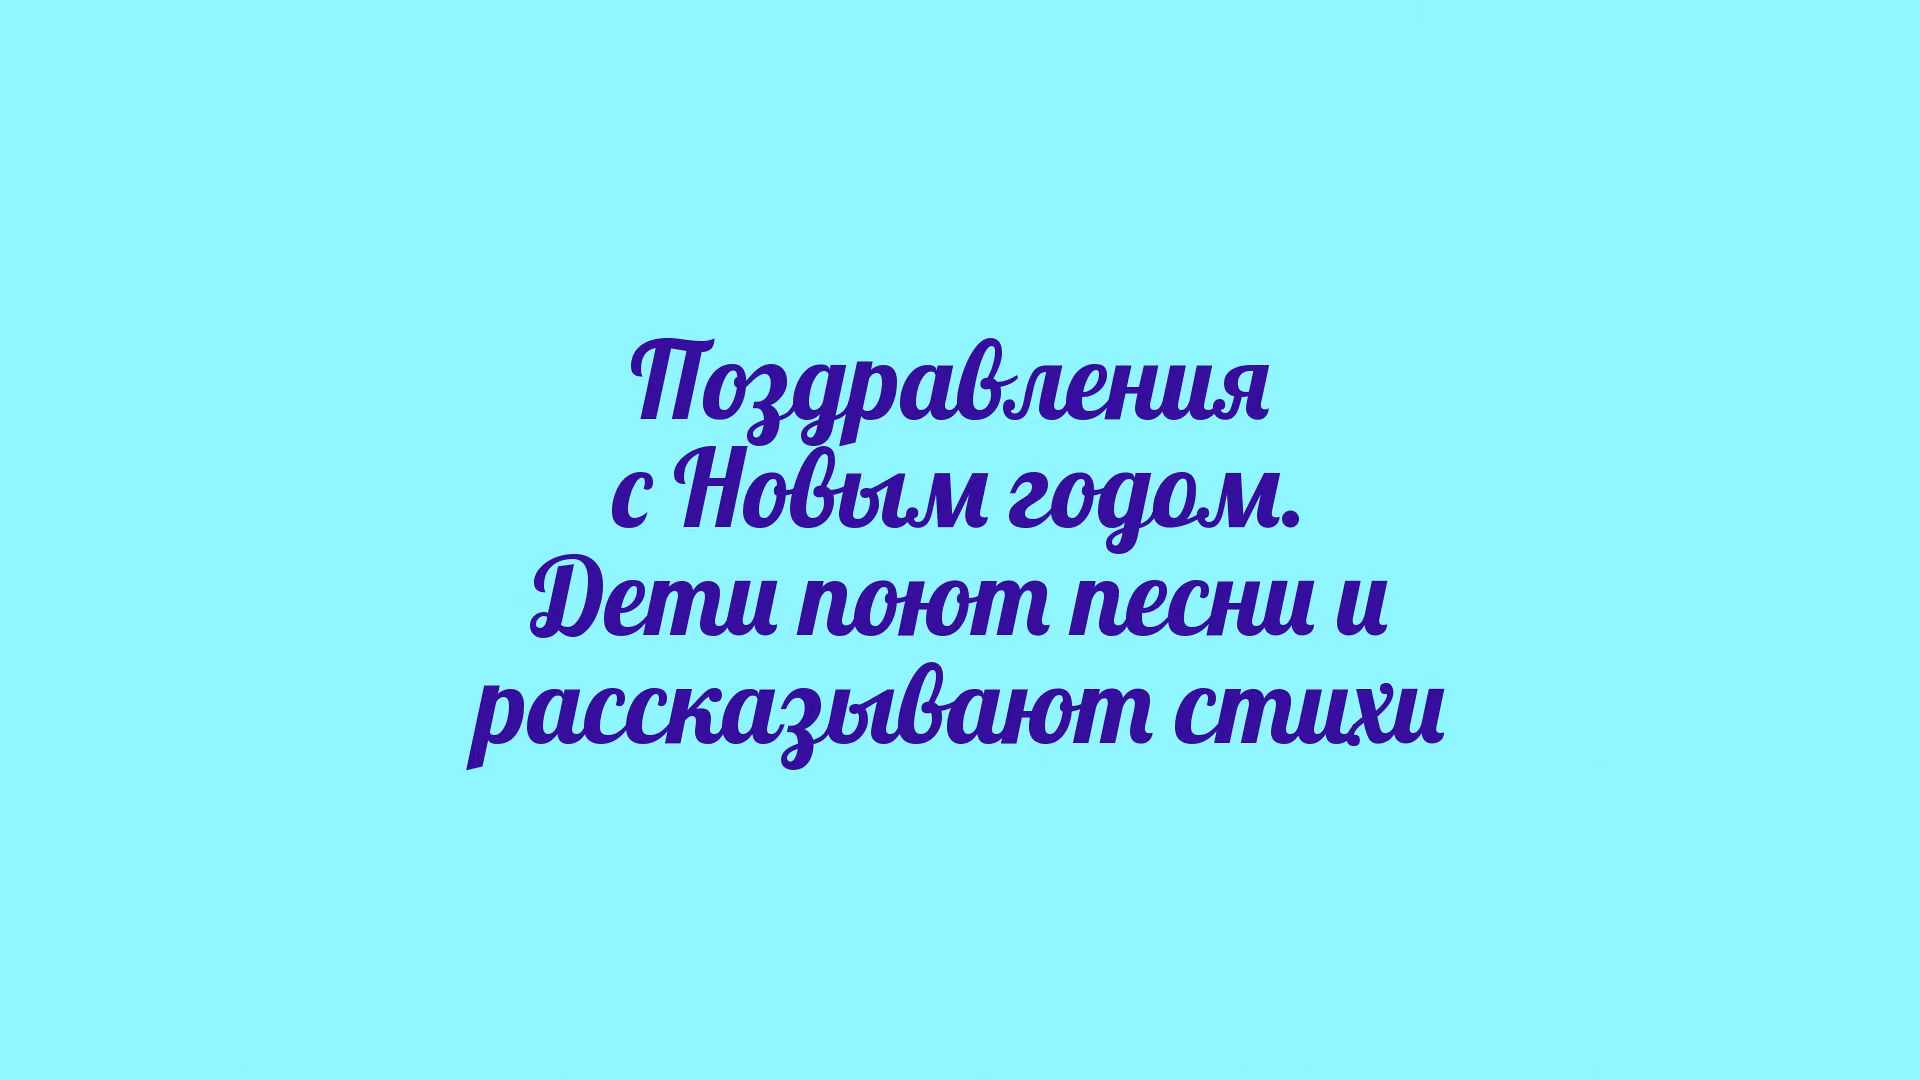 Поздравления
с Новым годом.
Дети поют песни и
рассказывают стихи